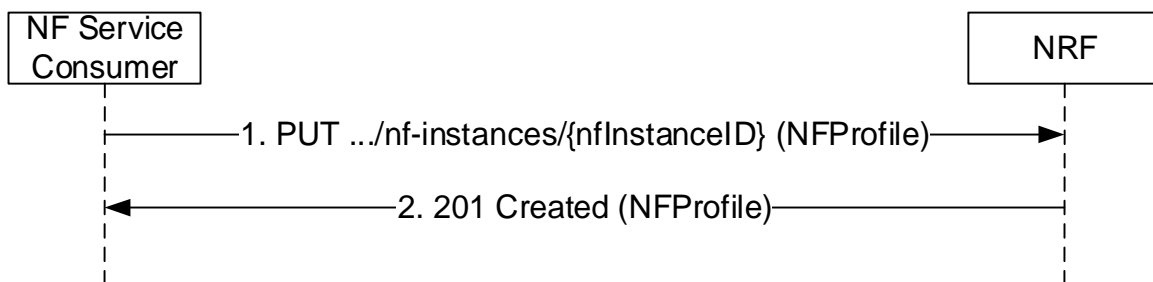 NF Service
Consumer
NRF
1. PUT .../nf-instances/{nfInstanceID} (NFProfile)
2. 201 Created (NFProfile)